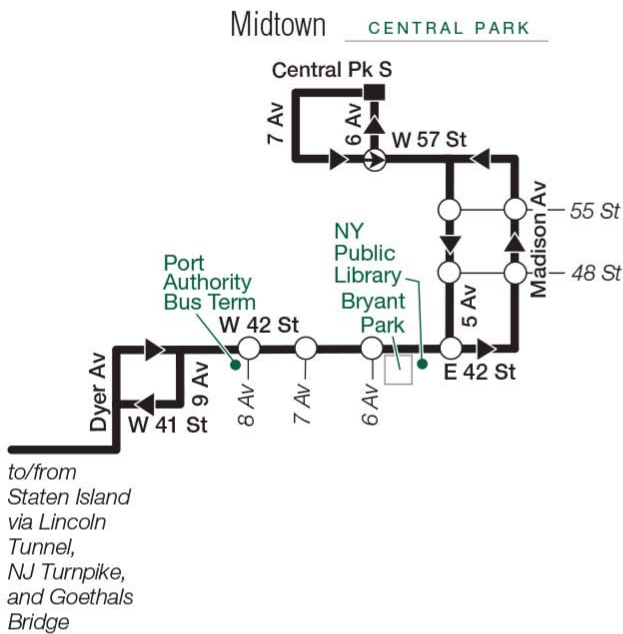 Midtown
CENTRAL PARK
Central Pk S
7 Av
6 Av
W 57 St
55 St
Madison Av
48 St
5 Av
NY
Public
Library
Bryant
Park
Port
Authority
Bus Term
W 42 St
E 42 St
Dyer Av
9 Av
W 41 St
8 Av
7 Av
6 Av
to/from
Staten Island
via Lincoln
Tunnel,
NJ Turnpike,
and Goethals
Bridge